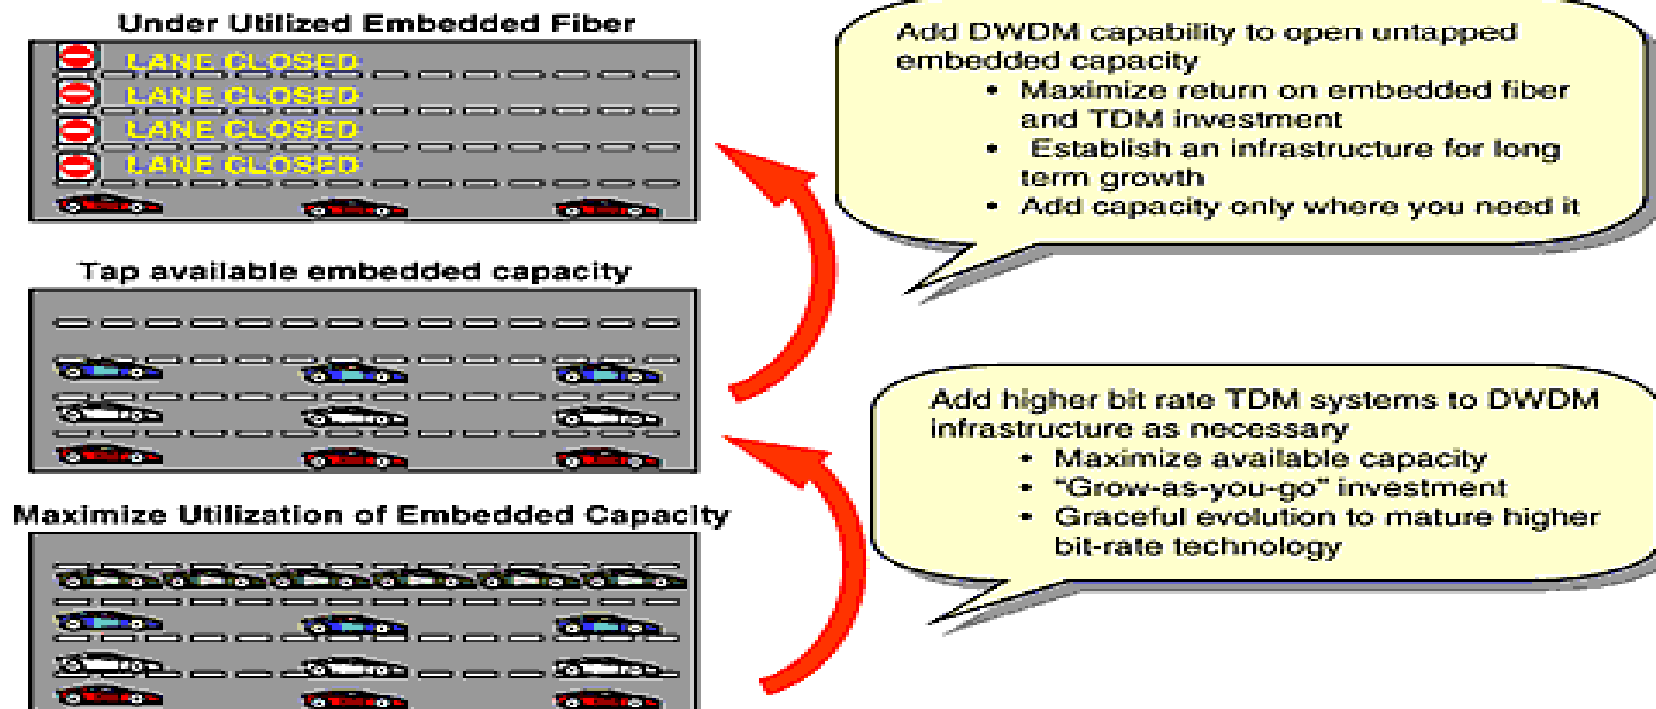 Under Utilized Embedded Fiber
LANE CLOSED
LANE CLOSED
LANE CLOSED
LANE CLOSED
Tap available embedded capacity
Maximize Utilization of Embedded Capacity
Add DWDM capability to open untapped
embedded capacity
• Maximize return on embedded fiber
and TDM investment
• Establish an infrastructure for long
term growth
• Add capacity only where you need it
Add higher bit rate TDM systems to DWDM
infrastructure as necessary
• Maximize available capacity
• "Grow-as-you-go" investment
• Graceful evolution to mature higher
bit-rate technology